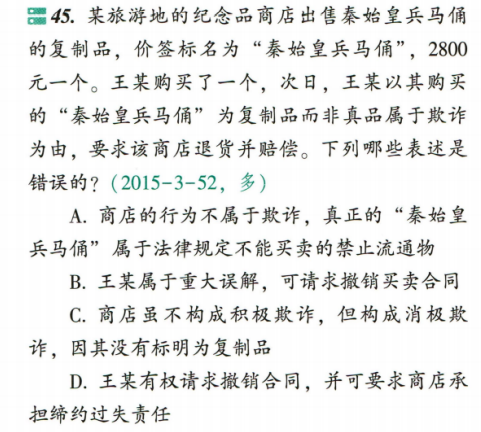 45. 某旅游地的纪念品商店出售秦始皇兵马俑
的复制品，价签标名为“秦始皇兵马俑”，2800
元一个。王某购买了一个，次日，王某以其购买
的“秦始皇兵马俑”为复制品而非真品属于欺诈
为由，要求该商店退货并赔偿。下列哪些表述是
错误的？（2015-3-52，多）
A. 商店的行为不属于欺诈，真正的“秦始皇
兵马俑”属于法律规定不能买卖的禁止流通物
B. 王某属于重大误解，可请求撤销买卖合同
C. 商店虽不构成积极欺诈，但构成消极欺
诈，因其没有标明为复制品
D. 王某有权请求撤销合同，并可要求商店承
担缔约过失责任